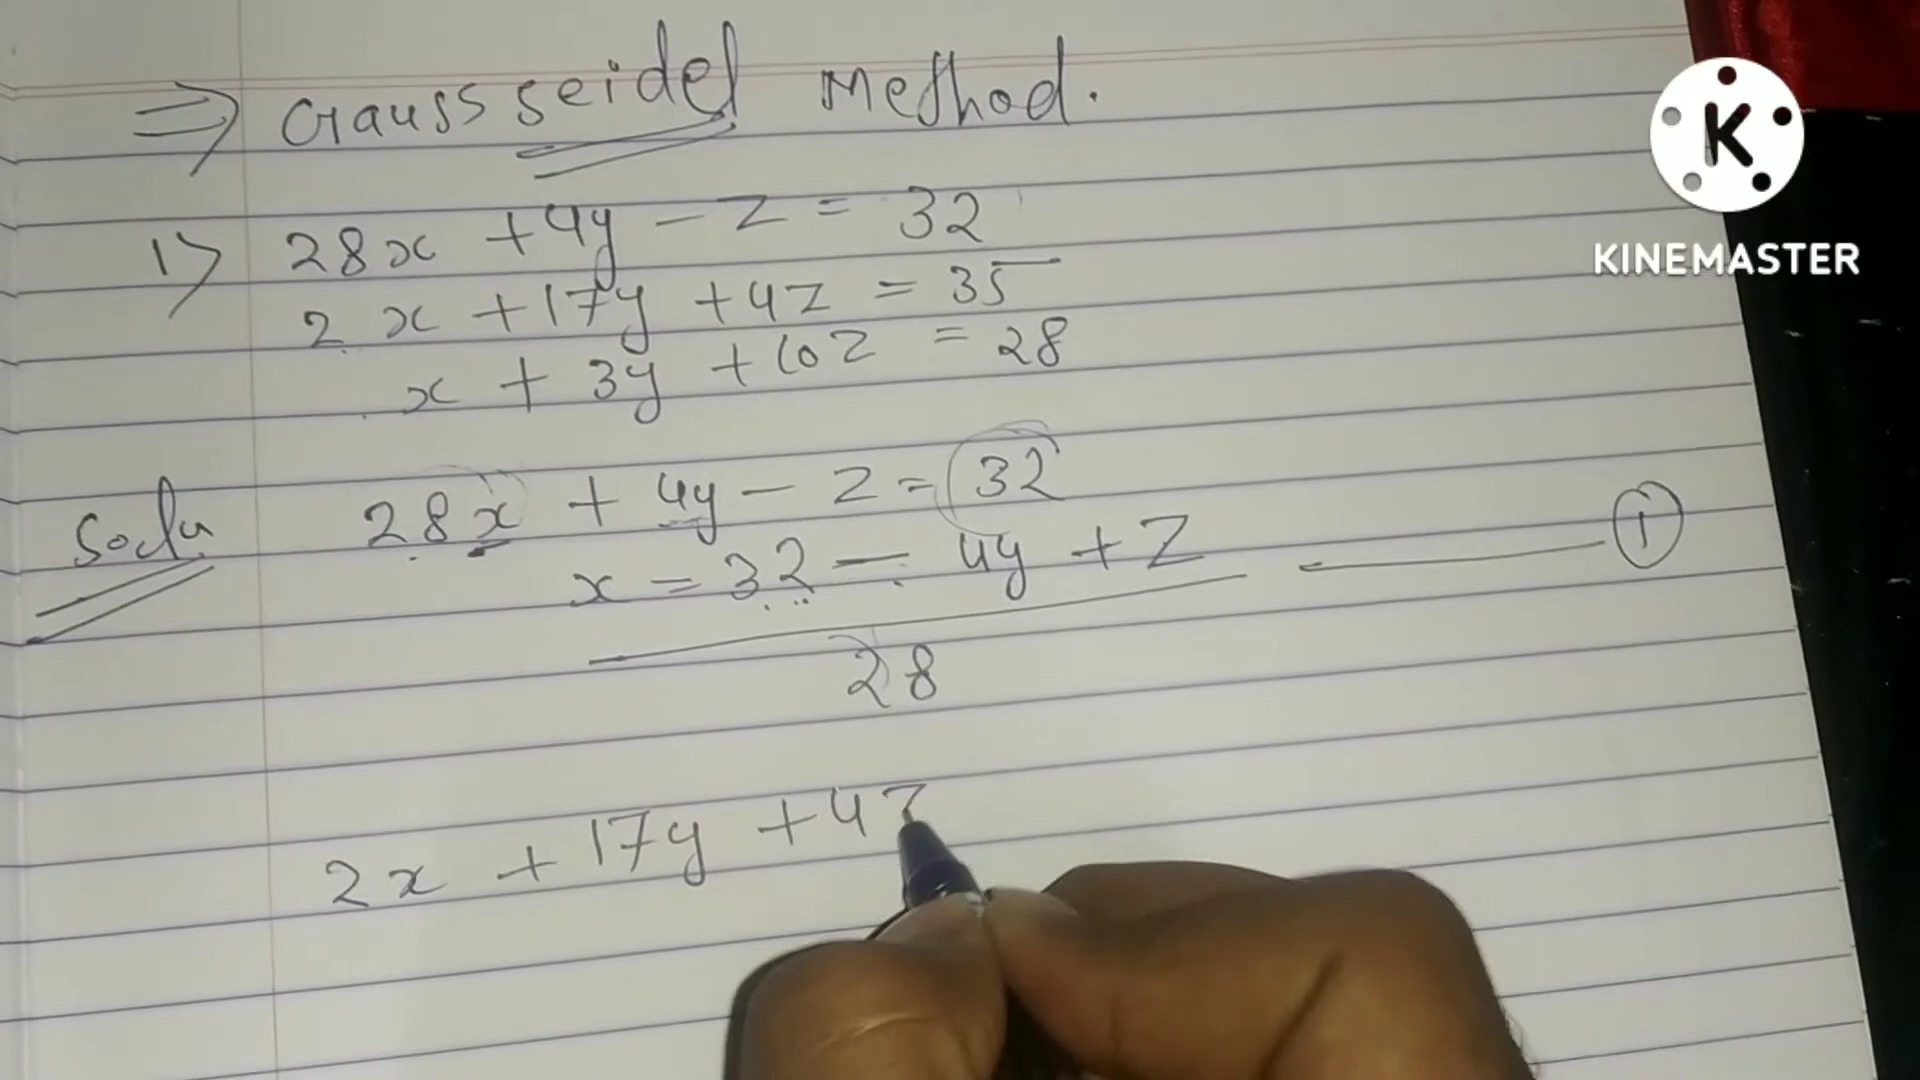 ⇒ Gauss seidel Method.
K
KINEMASTER
1) 28x + 4y - z = 32
2x + 17y + 4z = 35
x + 3y + 10z = 28
Soln 28x + 4y - z = 32
x = 32 - 4y + z ——— (i)
28
2x + 17y + 4z